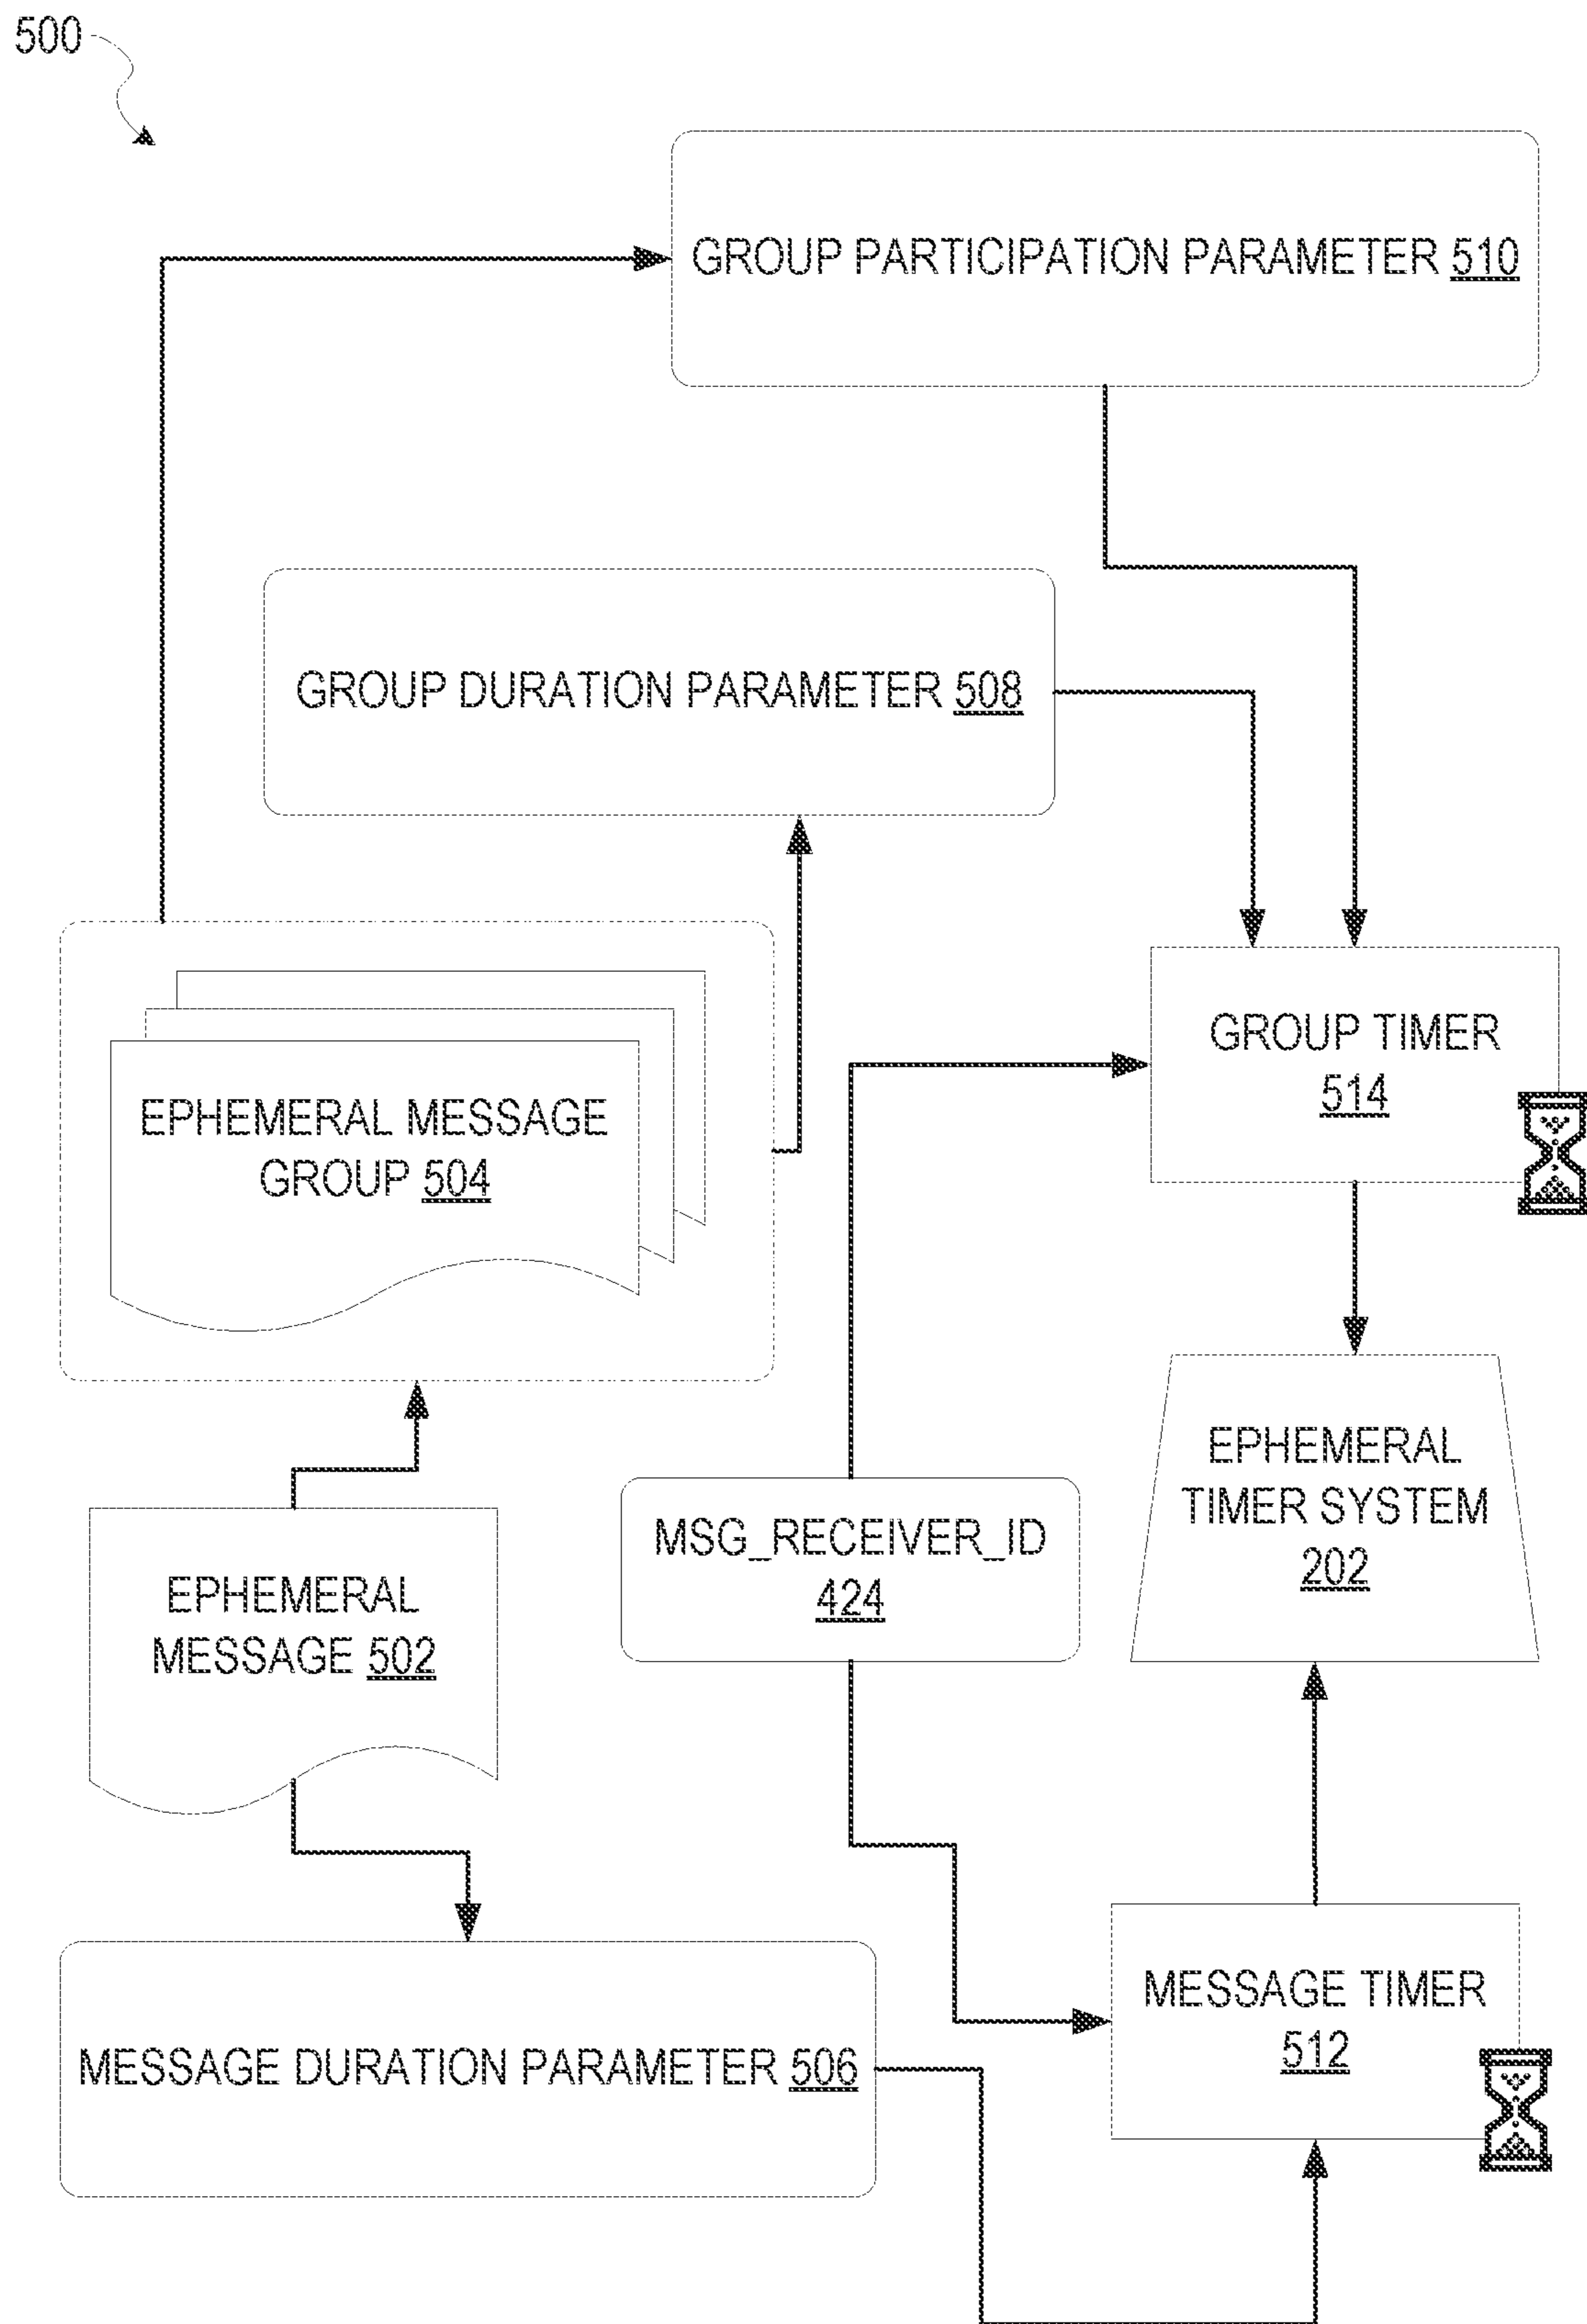 500
GROUP PARTICIPATION PARAMETER 510
GROUP DURATION PARAMETER 508
GROUP TIMER
514
EPHEMERAL MESSAGE
GROUP 504
EPHEMERAL
TIMER SYSTEM
202
MSG_RECEIVER_ID
424
EPHEMERAL
MESSAGE 502
MESSAGE TIMER
512
MESSAGE DURATION PARAMETER 506